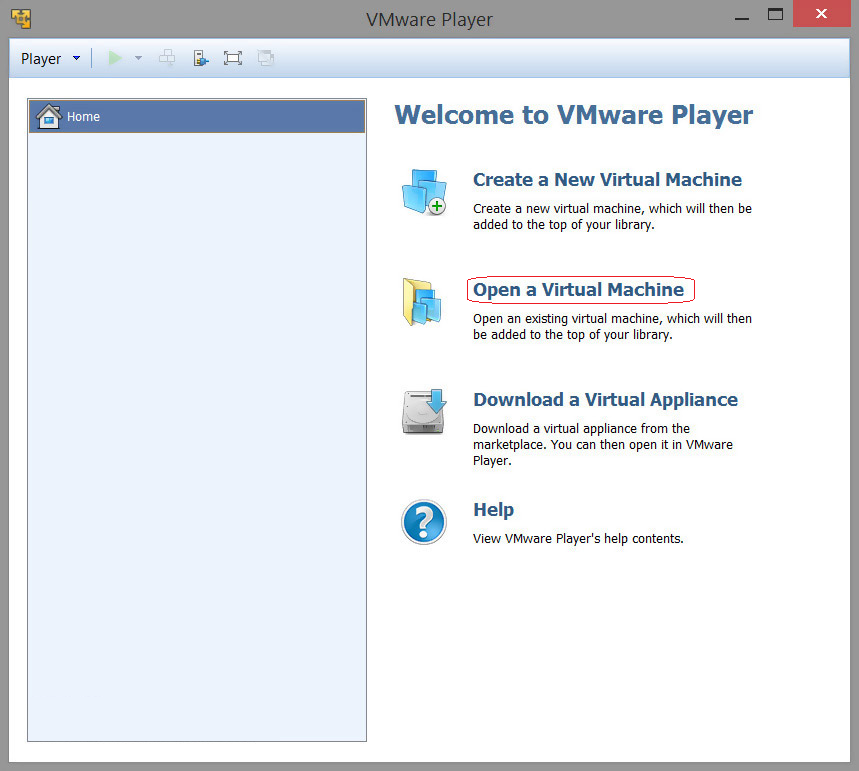 VMware Player
Player
Home
Welcome to VMware Player
Create a New Virtual Machine
Create a new virtual machine, which will then be
added to the top of your library.
Open a Virtual Machine
Open an existing virtual machine, which will then
be added to the top of your library.
Download a Virtual Appliance
Download a virtual appliance from the
marketplace. You can then open it in VMware
Player.
Help
View VMware Player's help contents.